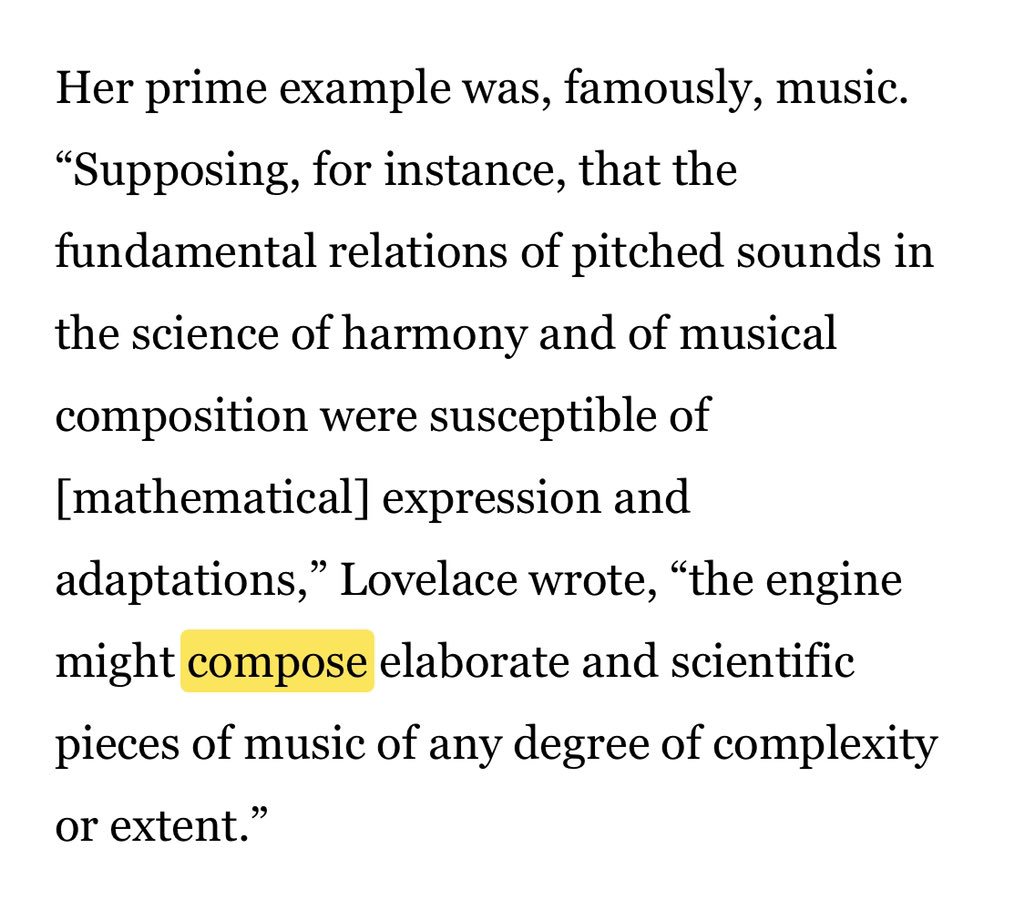 Her prime example was, famously, music.
“Supposing, for instance, that the
fundamental relations of pitched sounds in
the science of harmony and of musical
composition were susceptible of
[mathematical] expression and
adaptations,” Lovelace wrote, “the engine
might compose elaborate and scientific
pieces of music of any degree of complexity
or extent.”